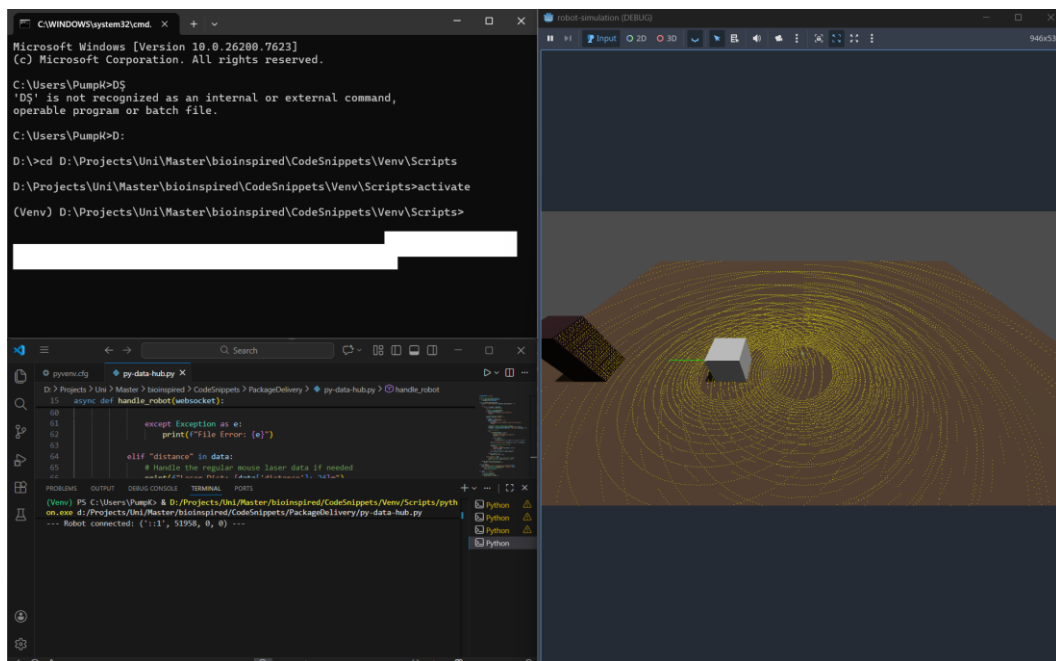 C:\WINDOWS\system32\cmd.
Microsoft Windows [Version 10.0.26200.7623]
(c) Microsoft Corporation. All rights reserved.
C:\Users\PumpK>D$
'D$' is not recognized as an internal or external command,
operable program or batch file.
C:\Users\PumpK>D:
D:\>cd D:\Projects\Uni\Master\bioinspired\CodeSnippets\Venv\Scripts
D:\Projects\Uni\Master\bioinspired\CodeSnippets\Venv\Scripts>activate
(Venv) D:\Projects\Uni\Master\bioinspired\CodeSnippets\Venv\Scripts>
Search
pyvenv.cfg py-data-hub.py
D: > Projects > Uni > Master > bioinspired > CodeSnippets > PackageDelivery > py-data-hub.py > handle_robot
15 async def handle_robot(websocket):
60
61 except Exception as e:
62 print(f"File Error: {e}")
63
64 elif "distance" in data:
65 # Handle the regular mouse laser data if needed
PROBLEMS OUTPUT DEBUG CONSOLE TERMINAL PORTS
(Venv) PS C:\Users\PumpK> & D:/Projects/Uni/Master/bioinspired/CodeSnippets/Venv/Scripts/pyth
on.exe d:/Projects/Uni/Master/bioinspired/CodeSnippets/PackageDelivery/py-data-hub.py
--- Robot connected: ('::1', 51958, 0, 0) ---
Python
Python
Python
Python
robot-simulation (DEBUG)
Input 2D 3D